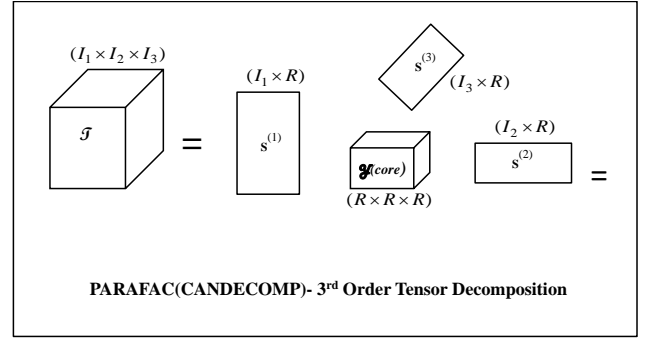 (I₁ × I₂ × I₃)
𝒯
=
(I₁ × R)
s⁽¹⁾
s⁽³⁾
(I₃ × R)
𝒴(core)
(R × R × R)
(I₂ × R)
s⁽²⁾
=
PARAFAC(CANDECOMP)- 3rd Order Tensor Decomposition